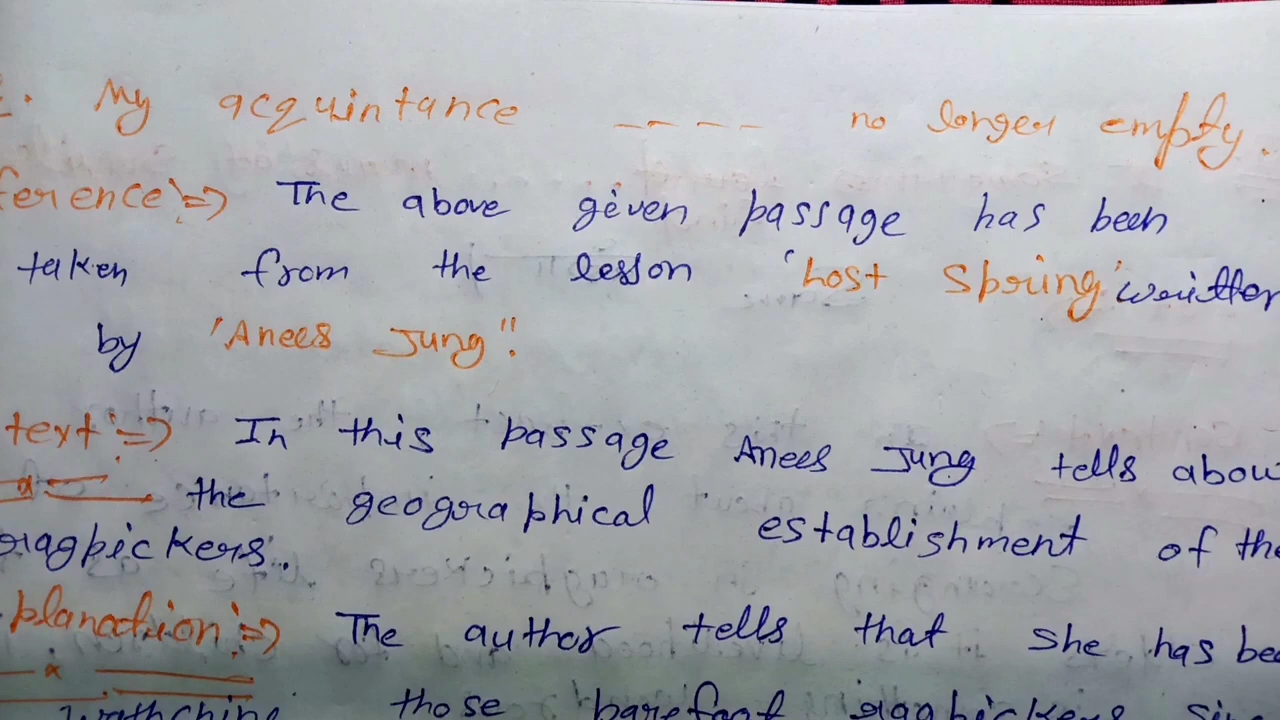 . My acquintance ---- no longer empty.
ference :=> The above given passage has been
taken from the lesson 'Lost Spring' written
by 'Anees Jung".
text :=> In this passage Anees Jung tells abou
the geographical establishment of the
ragpickers.
planation :=> The author tells that she has bee
those barefoot ragpickers